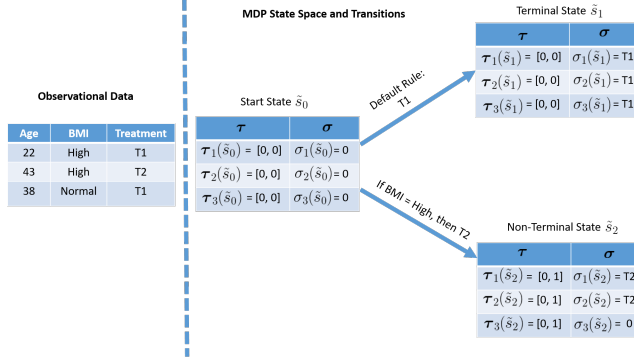 MDP State Space and Transitions
Terminal State s̃₁
τ σ
τ₁(s̃₁) = [0, 0] σ₁(s̃₁) = T1
τ₂(s̃₁) = [0, 0] σ₂(s̃₁) = T1
τ₃(s̃₁) = [0, 0] σ₃(s̃₁) = T1
Observational Data
Age BMI Treatment
22 High T1
43 High T2
38 Normal T1
Start State s̃₀
τ σ
τ₁(s̃₀) = [0, 0] σ₁(s̃₀) = 0
τ₂(s̃₀) = [0, 0] σ₂(s̃₀) = 0
τ₃(s̃₀) = [0, 0] σ₃(s̃₀) = 0
Default Rule:
T1
If BMI = High, then T2
Non-Terminal State s̃₂
τ σ
τ₁(s̃₂) = [0, 1] σ₁(s̃₂) = T2
τ₂(s̃₂) = [0, 1] σ₂(s̃₂) = T2
τ₃(s̃₂) = [0, 1] σ₃(s̃₂) = 0